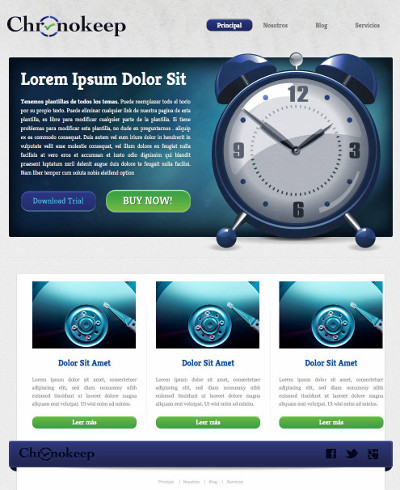 Chronokeep
Principal Nosotros Blog Servicios
Lorem Ipsum Dolor Sit
Tenemos plantillas de todos los temas. Puede reemplazar todo el texto
por su propio texto. Puede eliminar cualquier link de nuestra pagina de esta
plantilla, es libre para modificar cualquier parte de la plantilla. Si tiene
problemas para modificar esta plantilla, no dude en preguntarnos . aliquip
ex ea commodo consequat. Duis autem vel eum iriure dolor in hendrerit in
vulputate velit esse molestie consequat, vel illum dolore eu feugiat nulla
facilisis at vero eros et accumsan et iusto odio dignissim qui blandit
praesent luptatum zzril delenit augue duis dolore te feugait nulla facilisi.
Nam liber tempor cum soluta nobis eleifend option
Download Trial BUY NOW!
12
9 3
6
Dolor Sit Amet Dolor Sit Amet Dolor Sit Amet
Lorem ipsum dolor sit amet, consectetuer Lorem ipsum dolor sit amet, consectetuer Lorem ipsum dolor sit amet, consectetuer
adipiscing elit, sed diam nonummy nibh adipiscing elit, sed diam nonummy nibh adipiscing elit, sed diam nonummy nibh
euismod tincidunt ut laoreet dolore magna euismod tincidunt ut laoreet dolore magna euismod tincidunt ut laoreet dolore magna
aliquam erat volutpat. Ut wisi enim ad minim. aliquam erat volutpat. Ut wisi enim ad minim. aliquam erat volutpat. Ut wisi enim ad minim.
Leer más Leer más Leer más
Chronokeep
Principal | Nosotros | Blog | Servicios